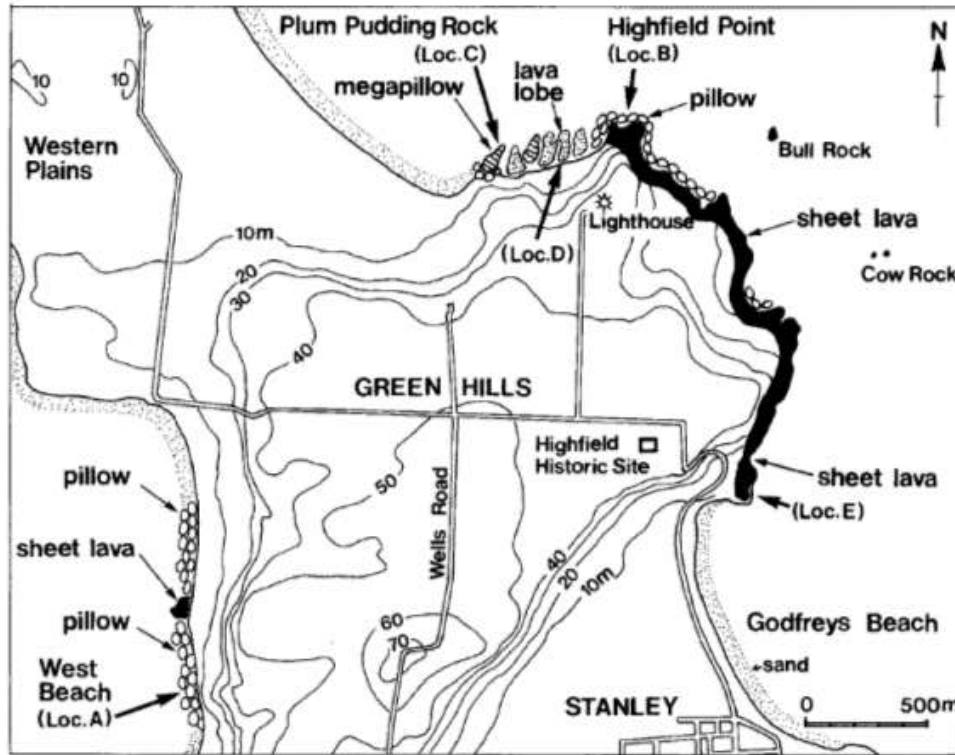 Plum Pudding Rock
(Loc.C)
Highfield Point
(Loc.B)
N
10
10
megapillow
lava
lobe
pillow
Western
Plains
Bull Rock
Lighthouse
sheet lava
10m
(Loc.D)
Cow Rock
20
30
40
GREEN HILLS
Highfield
Historic Site
pillow
50
sheet lava
(Loc.E)
sheet lava
Wells Road
40
20
10m
pillow
60
70
Godfreys Beach
West
Beach
(Loc.A)
sand
STANLEY
0 500m